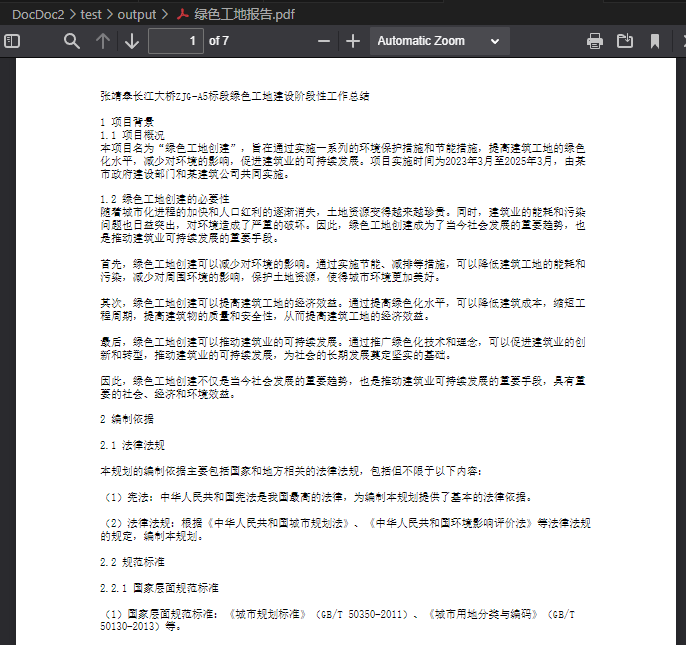 DocDoc2 > test > output > 绿色工地报告.pdf
1 of 7 Automatic Zoom
张靖皋长江大桥ZJG-A5标段绿色工地建设阶段性工作总结
1 项目背景
1.1 项目概况
本项目名为“绿色工地创建”，旨在通过实施一系列的环境保护措施和节能措施，提高建筑工地的绿色
化水平，减少对环境的影响，促进建筑业的可持续发展。项目实施时间为2023年3月至2025年3月，由某
市政府建设部门和某建筑公司共同实施。
1.2 绿色工地创建的必要性
随着城市化进程的加快和人口红利的逐渐消失，土地资源变得越来越珍贵。同时，建筑业的能耗和污染
问题也日益突出，对环境造成了严重的破坏。因此，绿色工地创建成为了当今社会发展的重要趋势，也
是推动建筑业可持续发展的重要手段。
首先，绿色工地创建可以减少对环境的影响。通过实施节能、减排等措施，可以降低建筑工地的能耗和
污染，减少对周围环境的影响，保护土地资源，使得城市环境更加美好。
其次，绿色工地创建可以提高建筑工地的经济效益。通过提高绿色化水平，可以降低建筑成本，缩短工
程周期，提高建筑物的质量和安全性，从而提高建筑工地的经济效益。
最后，绿色工地创建可以推动建筑业的可持续发展。通过推广绿色化技术和理念，可以促进建筑业的创
新和转型，推动建筑业的可持续发展，为社会的长期发展奠定坚实的基础。
因此，绿色工地创建不仅是当今社会发展的重要趋势，也是推动建筑业可持续发展的重要手段，具有重
要的社会、经济和环境效益。
2 编制依据
2.1 法律法规
本规划的编制依据主要包括国家和地方相关的法律法规，包括但不限于以下内容：
（1）宪法：中华人民共和国宪法是我国最高的法律，为编制本规划提供了基本的法律依据。
（2）法律法规：根据《中华人民共和国城市规划法》、《中华人民共和国环境影响评价法》等法律法规
的规定，编制本规划。
2.2 规范标准
2.2.1 国家层面规范标准
（1）国家层面规范标准：《城市规划标准》（GB/T 50350-2011）、《城市用地分类与编码》（GB/T
50130-2013）等。